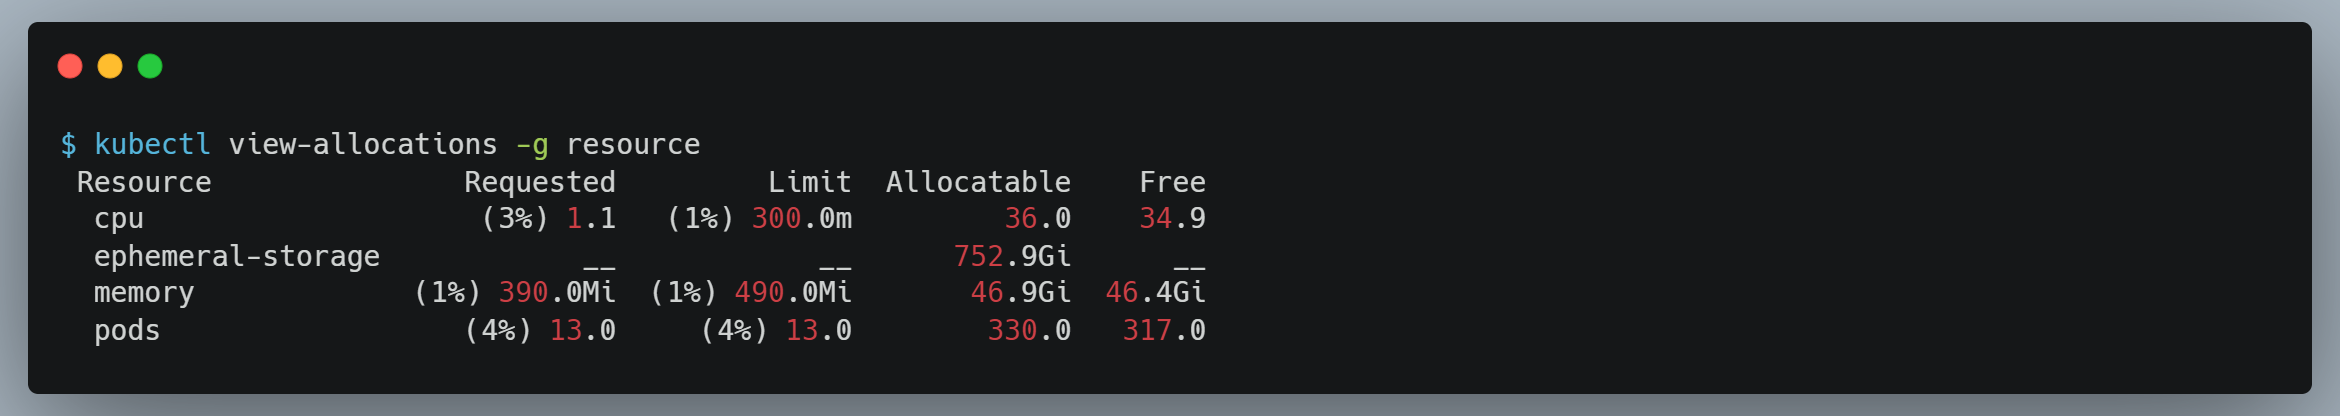 $ kubectl view-allocations -g resource
Resource Requested Limit Allocatable Free
cpu (3%) 1.1 (1%) 300.0m 36.0 34.9
ephemeral-storage __ __ 752.9Gi __
memory (1%) 390.0Mi (1%) 490.0Mi 46.9Gi 46.4Gi
pods (4%) 13.0 (4%) 13.0 330.0 317.0